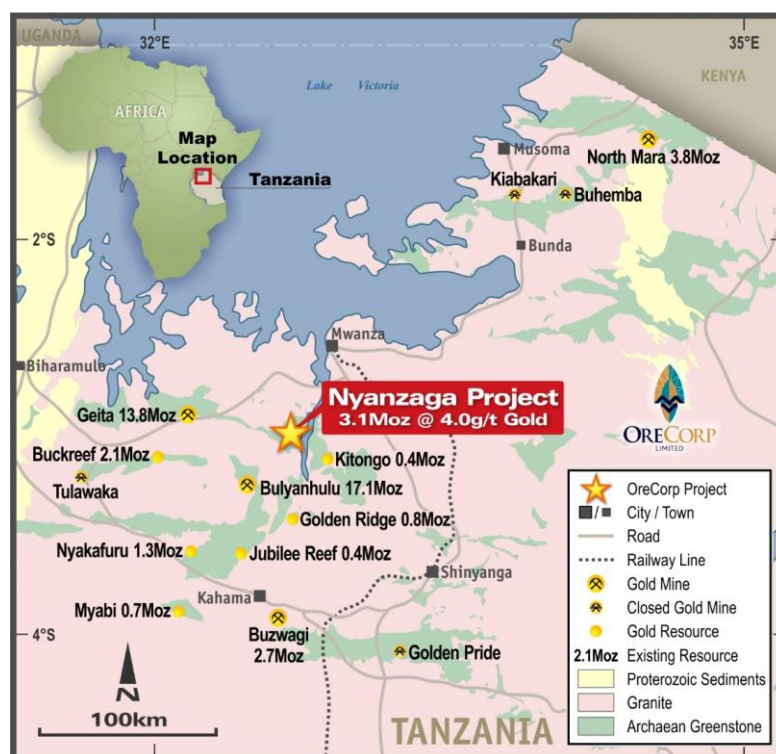 UGANDA
32°E
35°E
KENYA
Lake Victoria
AFRICA
Map
Location
Tanzania
Musoma
North Mara 3.8Moz
Kiabakari
Buhemba
2°S
Bunda
Mwanza
Biharamulo
Nyanzaga Project
3.1Moz @ 4.0g/t Gold
Geita 13.8Moz
ORECORP
LIMITED
Buckreef 2.1Moz
Kitongo 0.4Moz
Tulawaka
Bulyanhulu 17.1Moz
Golden Ridge 0.8Moz
Nyakafuru 1.3Moz
Jubilee Reef 0.4Moz
Shinyanga
Kahama
Myabi 0.7Moz
Buzwagi
2.7Moz
4°S
Golden Pride
N
100km
TANZANIA
OreCorp Project
/ City / Town
Road
Railway Line
Gold Mine
Closed Gold Mine
Gold Resource
2.1Moz Existing Resource
Proterozoic Sediments
Granite
Archaean Greenstone